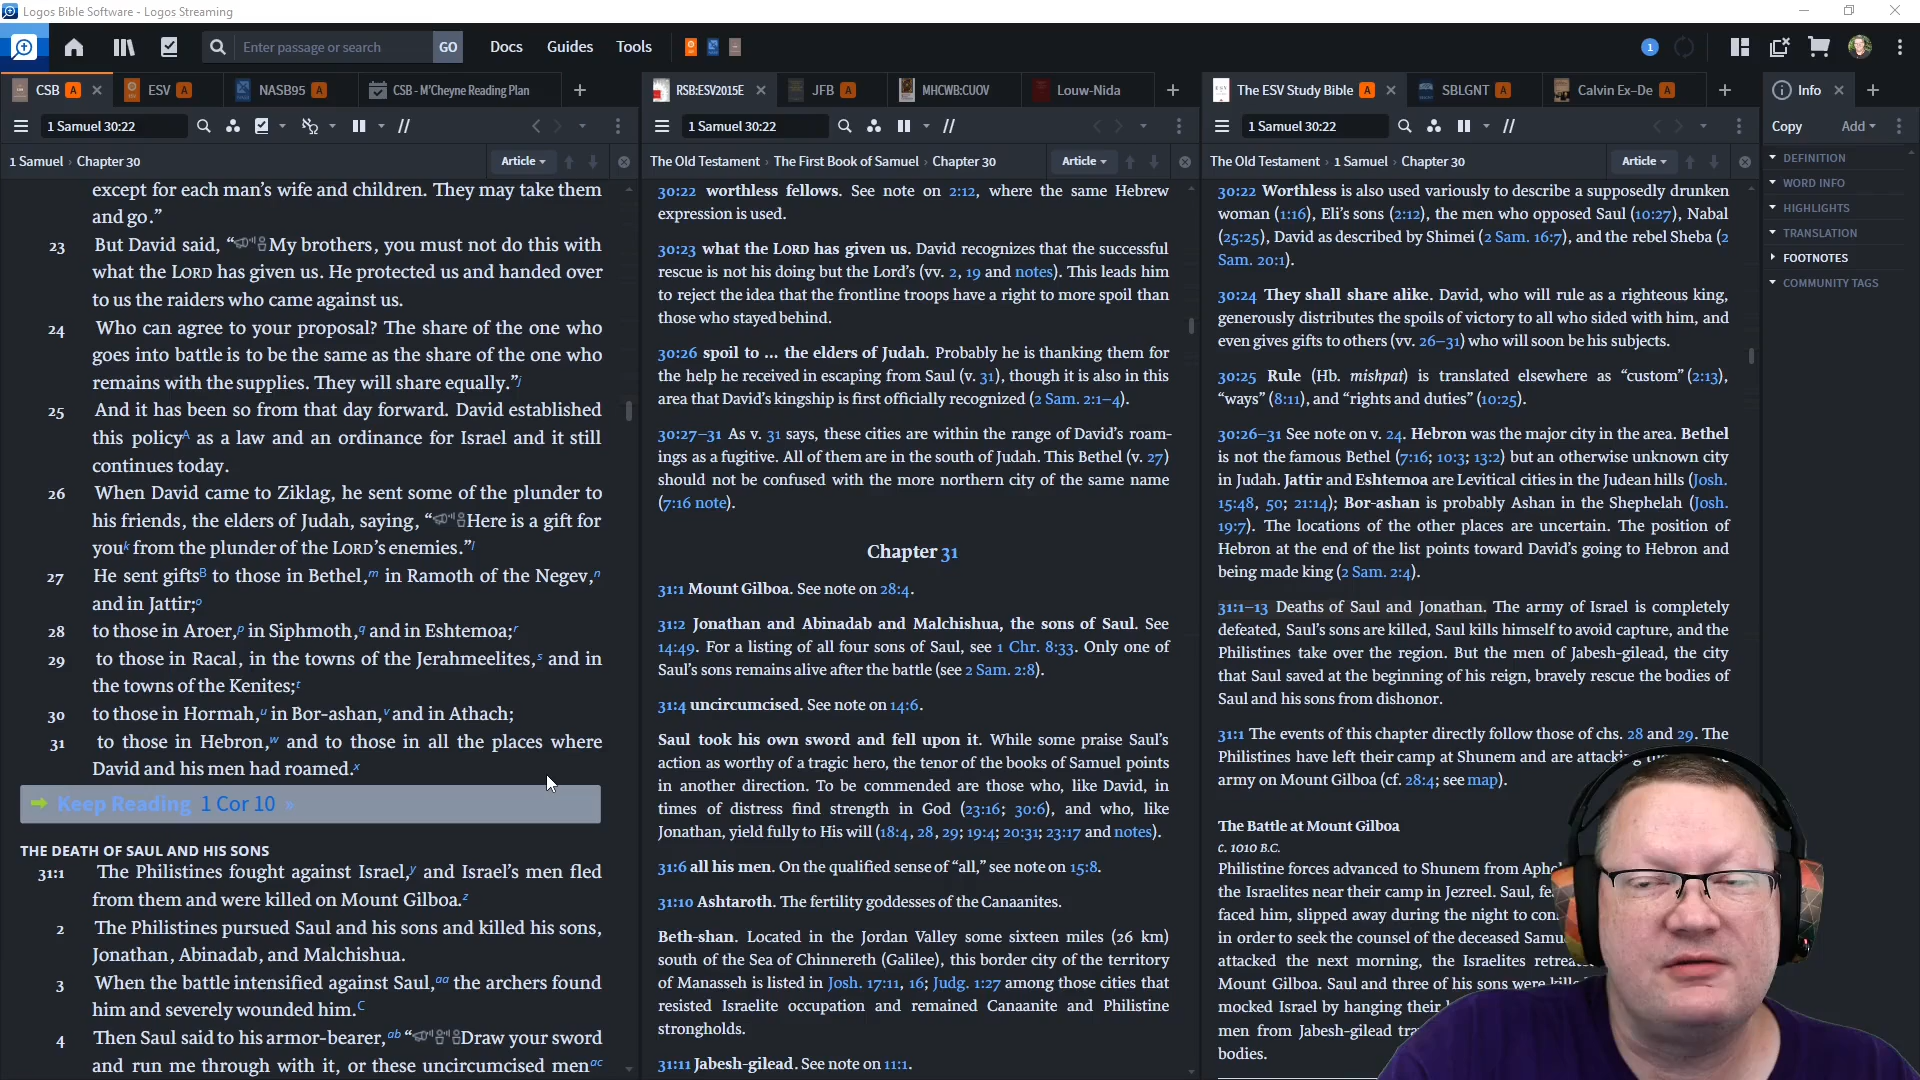 Logos Bible Software - Logos Streaming
Enter passage or search
GO
Docs
Guides
Tools
1
CSB A
ESV A
NASB95 A
CSB - M'Cheyne Reading Plan
RSB:ESV2015E
JFB A
MHCWB:CUOV
Louw-Nida
The ESV Study Bible A
SBLGNT A
Calvin Ex–De A
Info
1 Samuel 30:22
1 Samuel 30:22
1 Samuel 30:22
Copy
Add
1 Samuel › Chapter 30
Article
The Old Testament › The First Book of Samuel › Chapter 30
Article
The Old Testament › 1 Samuel › Chapter 30
Article
except for each man’s wife and children. They may take them
and go.”
23 But David said, “My brothers, you must not do this with
what the LORD has given us. He protected us and handed over
to us the raiders who came against us.
24 Who can agree to your proposal? The share of the one who
goes into battle is to be the same as the share of the one who
remains with the supplies. They will share equally.”j
25 And it has been so from that day forward. David established
this policyA as a law and an ordinance for Israel and it still
continues today.
26 When David came to Ziklag, he sent some of the plunder to
his friends, the elders of Judah, saying, “Here is a gift for
youk from the plunder of the LORD’s enemies.”l
27 He sent giftsB to those in Bethel,m in Ramoth of the Negev,n
and in Jattir;o
28 to those in Aroer,p in Siphmoth,q and in Eshtemoa;r
29 to those in Racal, in the towns of the Jerahmeelites,s and in
the towns of the Kenites;t
30 to those in Hormah,u in Bor-ashan,v and in Athach;
31 to those in Hebron,w and to those in all the places where
David and his men had roamed.x
Keep Reading 1 Cor 10 »
THE DEATH OF SAUL AND HIS SONS
31:1 The Philistines fought against Israel,y and Israel’s men fled
from them and were killed on Mount Gilboa.z
2 The Philistines pursued Saul and his sons and killed his sons,
Jonathan, Abinadab, and Malchishua.
3 When the battle intensified against Saul,aa the archers found
him and severely wounded him.C
4 Then Saul said to his armor-bearer,ab “Draw your sword
and run me through with it, or these uncircumcised menac
30:22 worthless fellows. See note on 2:12, where the same Hebrew
expression is used.
30:23 what the LORD has given us. David recognizes that the successful
rescue is not his doing but the Lord’s (vv. 2, 19 and notes). This leads him
to reject the idea that the frontline troops have a right to more spoil than
those who stayed behind.
30:26 spoil to ... the elders of Judah. Probably he is thanking them for
the help he received in escaping from Saul (v. 31), though it is also in this
area that David’s kingship is first officially recognized (2 Sam. 2:1–4).
30:27–31 As v. 31 says, these cities are within the range of David’s roam-
ings as a fugitive. All of them are in the south of Judah. This Bethel (v. 27)
should not be confused with the more northern city of the same name
(7:16 note).
Chapter 31
31:1 Mount Gilboa. See note on 28:4.
31:2 Jonathan and Abinadab and Malchishua, the sons of Saul. See
14:49. For a listing of all four sons of Saul, see 1 Chr. 8:33. Only one of
Saul’s sons remains alive after the battle (see 2 Sam. 2:8).
31:4 uncircumcised. See note on 14:6.
Saul took his own sword and fell upon it. While some praise Saul’s
action as worthy of a tragic hero, the tenor of the books of Samuel points
in another direction. To be commended are those who, like David, in
times of distress find strength in God (23:16; 30:6), and who, like
Jonathan, yield fully to His will (18:4, 28, 29; 19:4; 20:31; 23:17 and notes).
31:6 all his men. On the qualified sense of “all,” see note on 15:8.
31:10 Ashtaroth. The fertility goddesses of the Canaanites.
Beth-shan. Located in the Jordan Valley some sixteen miles (26 km)
south of the Sea of Chinnereth (Galilee), this border city of the territory
of Manasseh is listed in Josh. 17:11, 16; Judg. 1:27 among those cities that
resisted Israelite occupation and remained Canaanite and Philistine
strongholds.
31:11 Jabesh-gilead. See note on 11:1.
30:22 Worthless is also used variously to describe a supposedly drunken
woman (1:16), Eli’s sons (2:12), the men who opposed Saul (10:27), Nabal
(25:25), David as described by Shimei (2 Sam. 16:7), and the rebel Sheba (2
Sam. 20:1).
30:24 They shall share alike. David, who will rule as a righteous king,
generously distributes the spoils of victory to all who sided with him, and
even gives gifts to others (vv. 26–31) who will soon be his subjects.
30:25 Rule (Hb. mishpat) is translated elsewhere as “custom” (2:13),
“ways” (8:11), and “rights and duties” (10:25).
30:26–31 See note on v. 24. Hebron was the major city in the area. Bethel
is not the famous Bethel (7:16; 10:3; 13:2) but an otherwise unknown city
in Judah. Jattir and Eshtemoa are Levitical cities in the Judean hills (Josh.
15:48, 50; 21:14); Bor-ashan is probably Ashan in the Shephelah (Josh.
19:7). The locations of the other places are uncertain. The position of
Hebron at the end of the list points toward David’s going to Hebron and
being made king (2 Sam. 2:4).
31:1–13 Deaths of Saul and Jonathan. The army of Israel is completely
defeated, Saul’s sons are killed, Saul kills himself to avoid capture, and the
Philistines take over the region. But the men of Jabesh-gilead, the city
that Saul saved at the beginning of his reign, bravely rescue the bodies of
Saul and his sons from dishonor.
31:1 The events of this chapter directly follow those of chs. 28 and 29. The
Philistines have left their camp at Shunem and are attacking
army on Mount Gilboa (cf. 28:4; see map).
The Battle at Mount Gilboa
c. 1010 B.C.
Philistine forces advanced to Shunem from
the Israelites near their camp in Jezreel. Saul,
faced him, slipped away during the night to
in order to seek the counsel of the deceased
attacked the next morning, the Israelites
Mount Gilboa. Saul and three of his sons were
mocked Israel by hanging their
men from Jabesh-gilead
bodies.
DEFINITION
WORD INFO
HIGHLIGHTS
TRANSLATION
FOOTNOTES
COMMUNITY TAGS